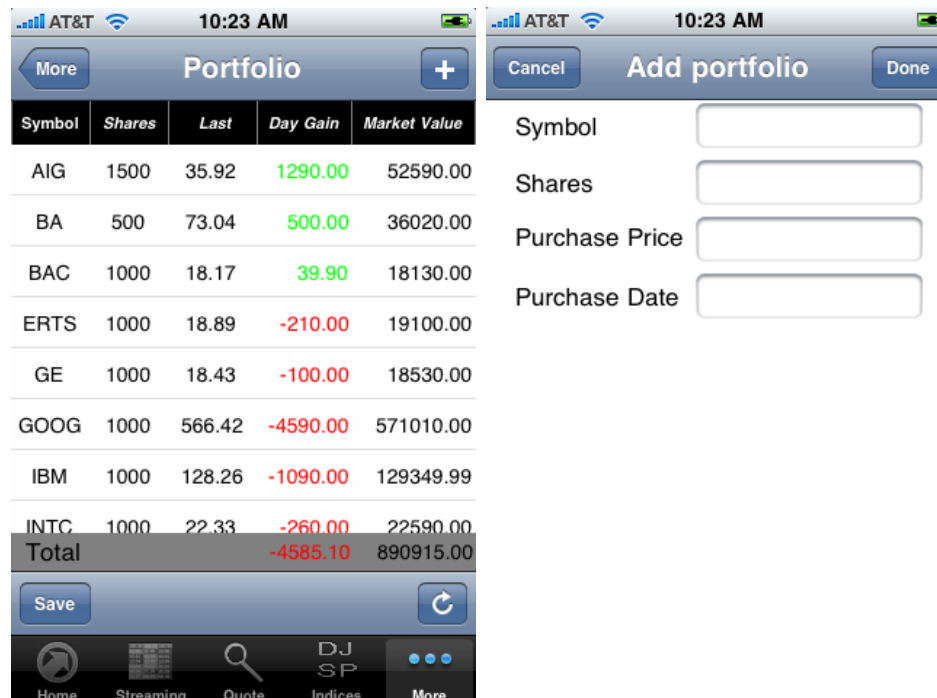 AT&T 10:23 AM
More Portfolio +
Symbol Shares Last Day Gain Market Value
AIG 1500 35.92 1290.00 52590.00
BA 500 73.04 500.00 36020.00
BAC 1000 18.17 39.90 18130.00
ERTS 1000 18.89 -210.00 19100.00
GE 1000 18.43 -100.00 18530.00
GOOG 1000 566.42 -4590.00 571010.00
IBM 1000 128.26 -1090.00 129349.99
INTC 1000 22.33 -260.00 22590.00
Total -4585.10 890915.00
Save
DJ
SP
Home Streaming Quote Indices More
AT&T 10:23 AM
Cancel Add portfolio Done
Symbol
Shares
Purchase Price
Purchase Date